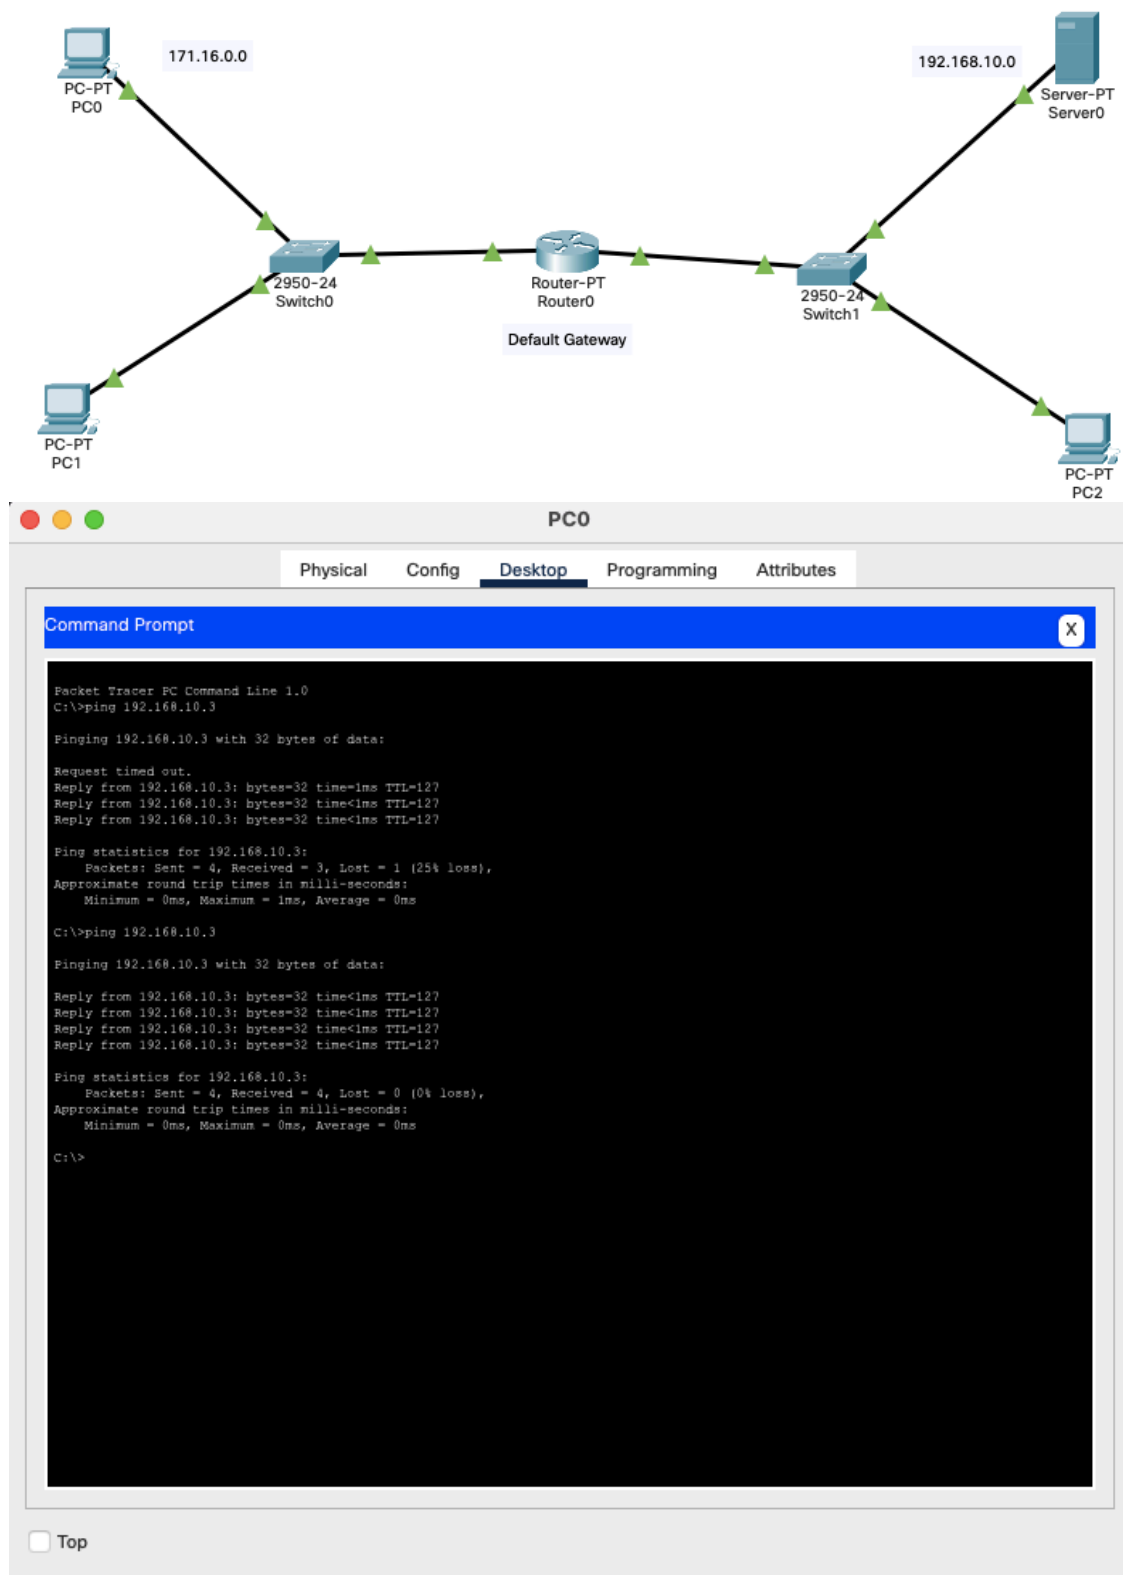 171.16.0.0
192.168.10.0
PC-PT
PC0
Server-PT
Server0
2950-24
Switch0
Router-PT
Router0
2950-24
Switch1
Default Gateway
PC-PT
PC1
PC-PT
PC2
PC0
Physical Config Desktop Programming Attributes
Command Prompt
X
Packet Tracer PC Command Line 1.0
C:\>ping 192.168.10.3
Pinging 192.168.10.3 with 32 bytes of data:
Request timed out.
Reply from 192.168.10.3: bytes=32 time=1ms TTL=127
Reply from 192.168.10.3: bytes=32 time<1ms TTL=127
Reply from 192.168.10.3: bytes=32 time<1ms TTL=127
Ping statistics for 192.168.10.3:
Packets: Sent = 4, Received = 3, Lost = 1 (25% loss),
Approximate round trip times in milli-seconds:
Minimum = 0ms, Maximum = 1ms, Average = 0ms
C:\>ping 192.168.10.3
Pinging 192.168.10.3 with 32 bytes of data:
Reply from 192.168.10.3: bytes=32 time<1ms TTL=127
Reply from 192.168.10.3: bytes=32 time<1ms TTL=127
Reply from 192.168.10.3: bytes=32 time<1ms TTL=127
Reply from 192.168.10.3: bytes=32 time<1ms TTL=127
Ping statistics for 192.168.10.3:
Packets: Sent = 4, Received = 4, Lost = 0 (0% loss),
Approximate round trip times in milli-seconds:
Minimum = 0ms, Maximum = 0ms, Average = 0ms
C:\>
Top